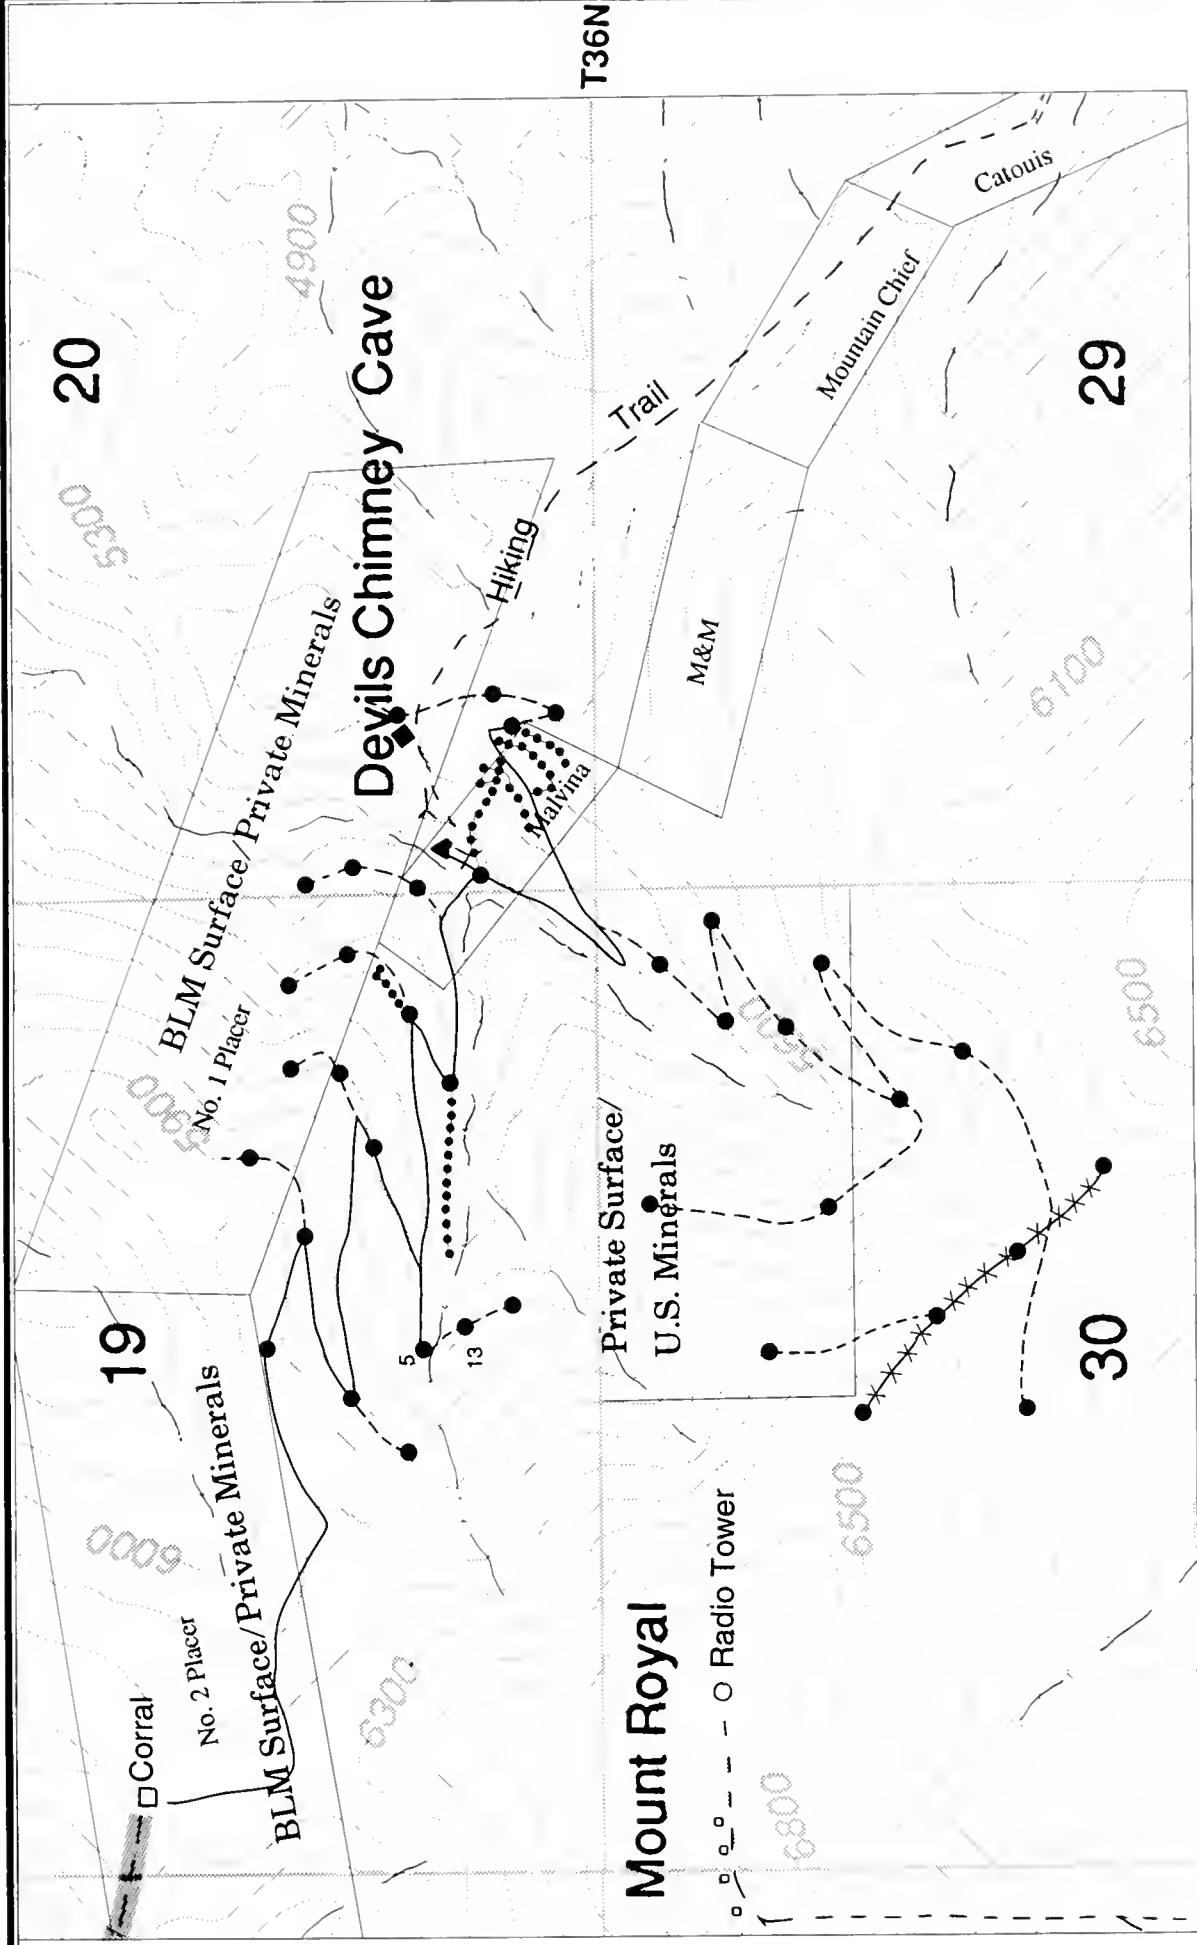 T36N
20
4900
5300
Devils Chimney Cave
BLM Surface/Private Minerals
No. 1 Placer
5900
Hiking
Trail
Catouis
Mountain Chief
M&M
Malvina
29
6100
19
5
13
BLM Surface/Private Minerals
No. 2 Placer
6000
Corral
6300
Private Surface/
U.S. Minerals
6500
30
6500
Mount Royal
Radio Tower
6800